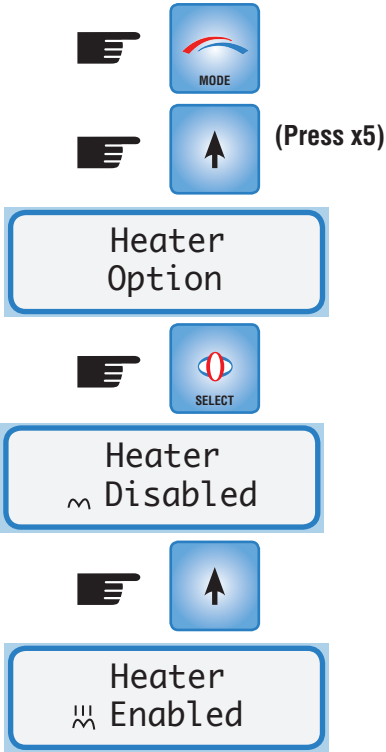 MODE
(Press x5)
Heater
Option
SELECT
Heater
Disabled
Heater
Enabled